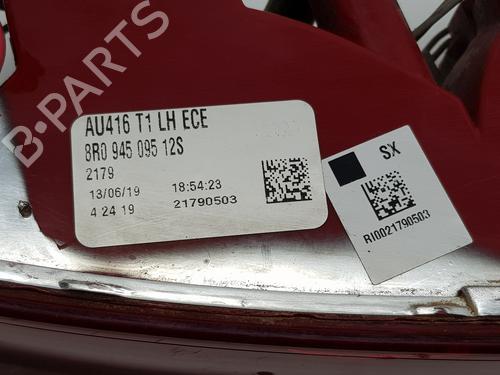 B-PARTS
AU416 T1 LH ECE
8R0 945 095 12S
2179
13/06/19 18:54:23
4 24 19 21790503
SX
RI0021790503